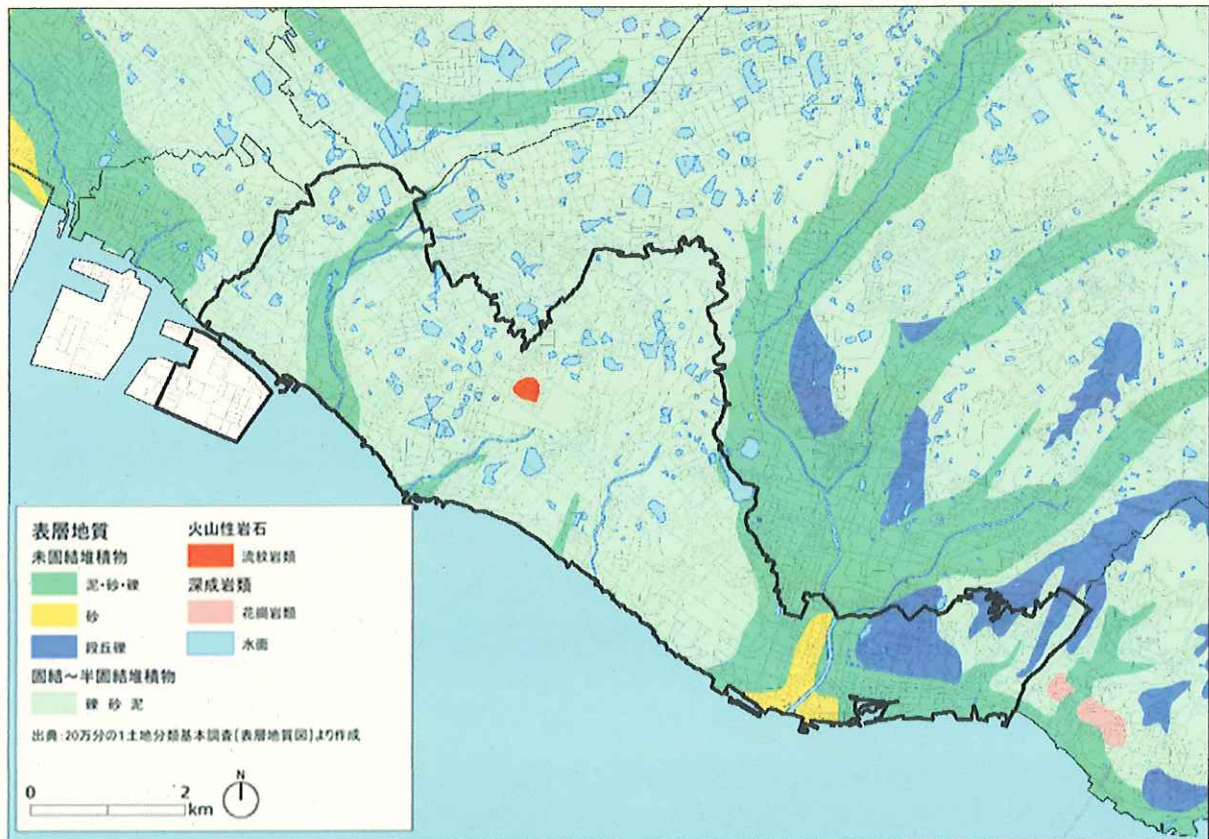 表層地質
未固結堆積物
泥・砂・礫
砂
段丘礫
固結～半固結堆積物
礫 砂 泥
火山性岩石
流紋岩類
深成岩類
花崗岩類
水面
出典:20万分の1土地分類基本調査(表層地質図)より作成
0 2
km
N